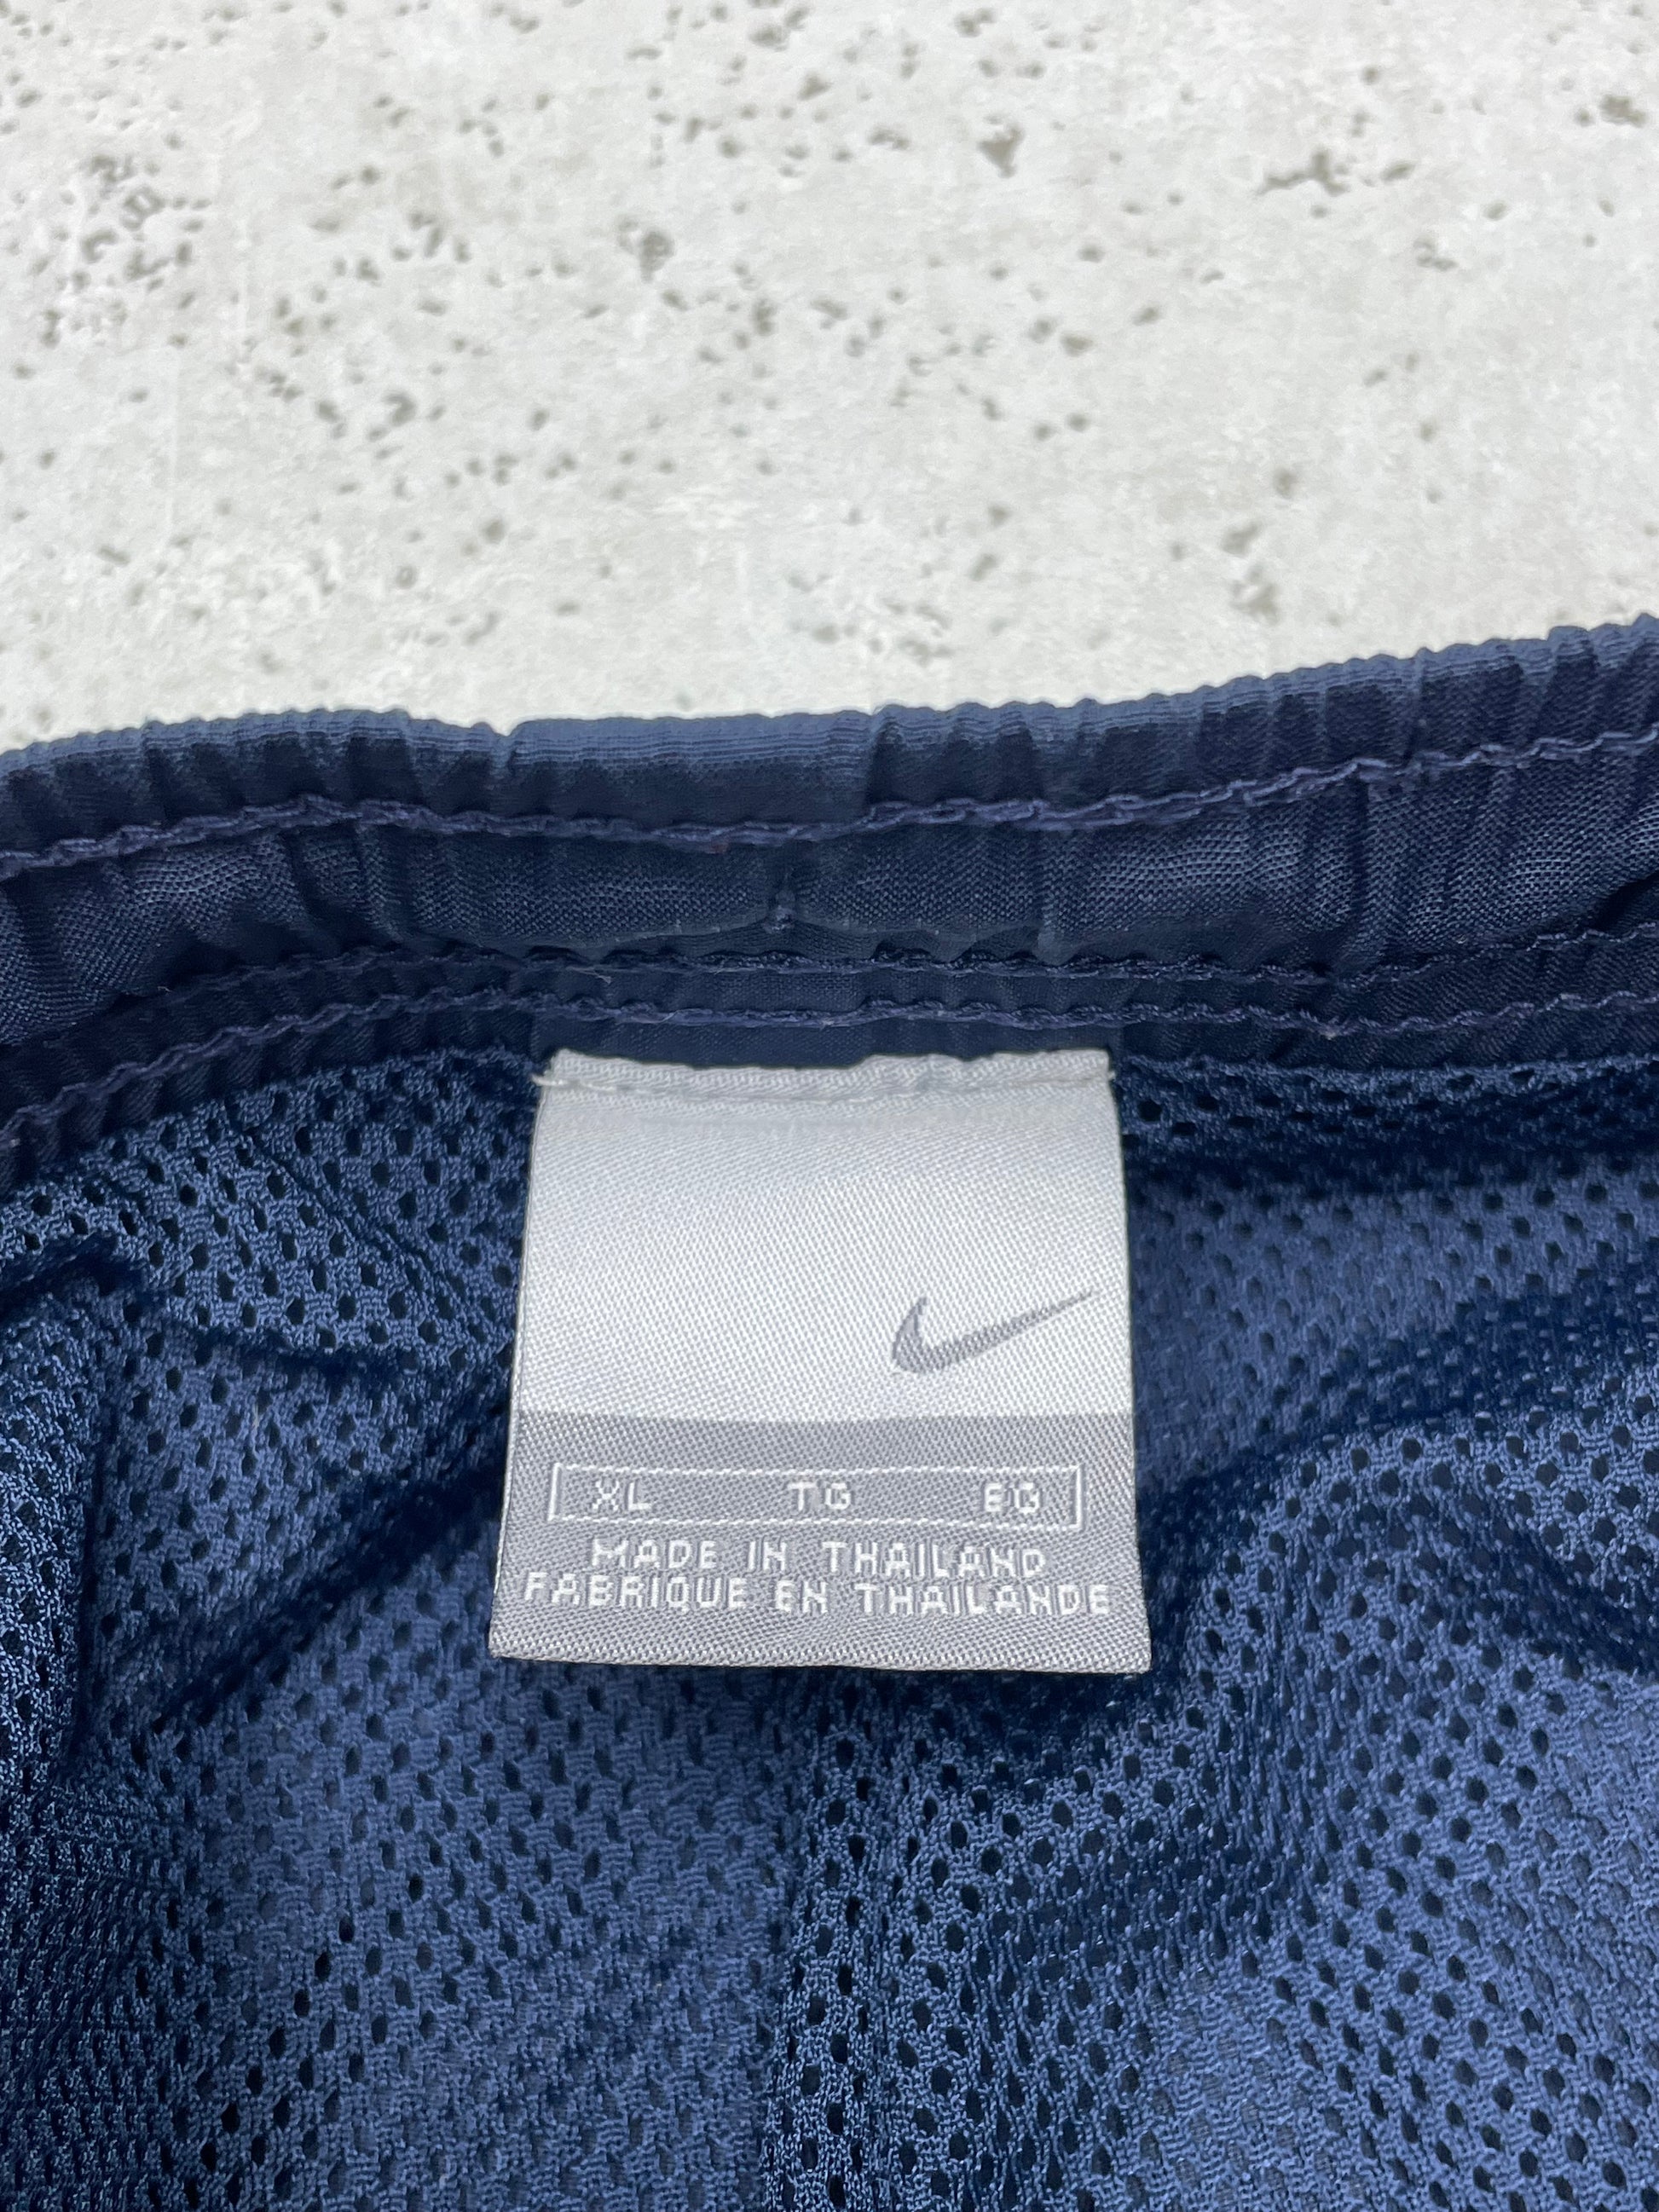 XL TG EG
MADE IN THAILAND
FABRIQUE EN THAILANDE